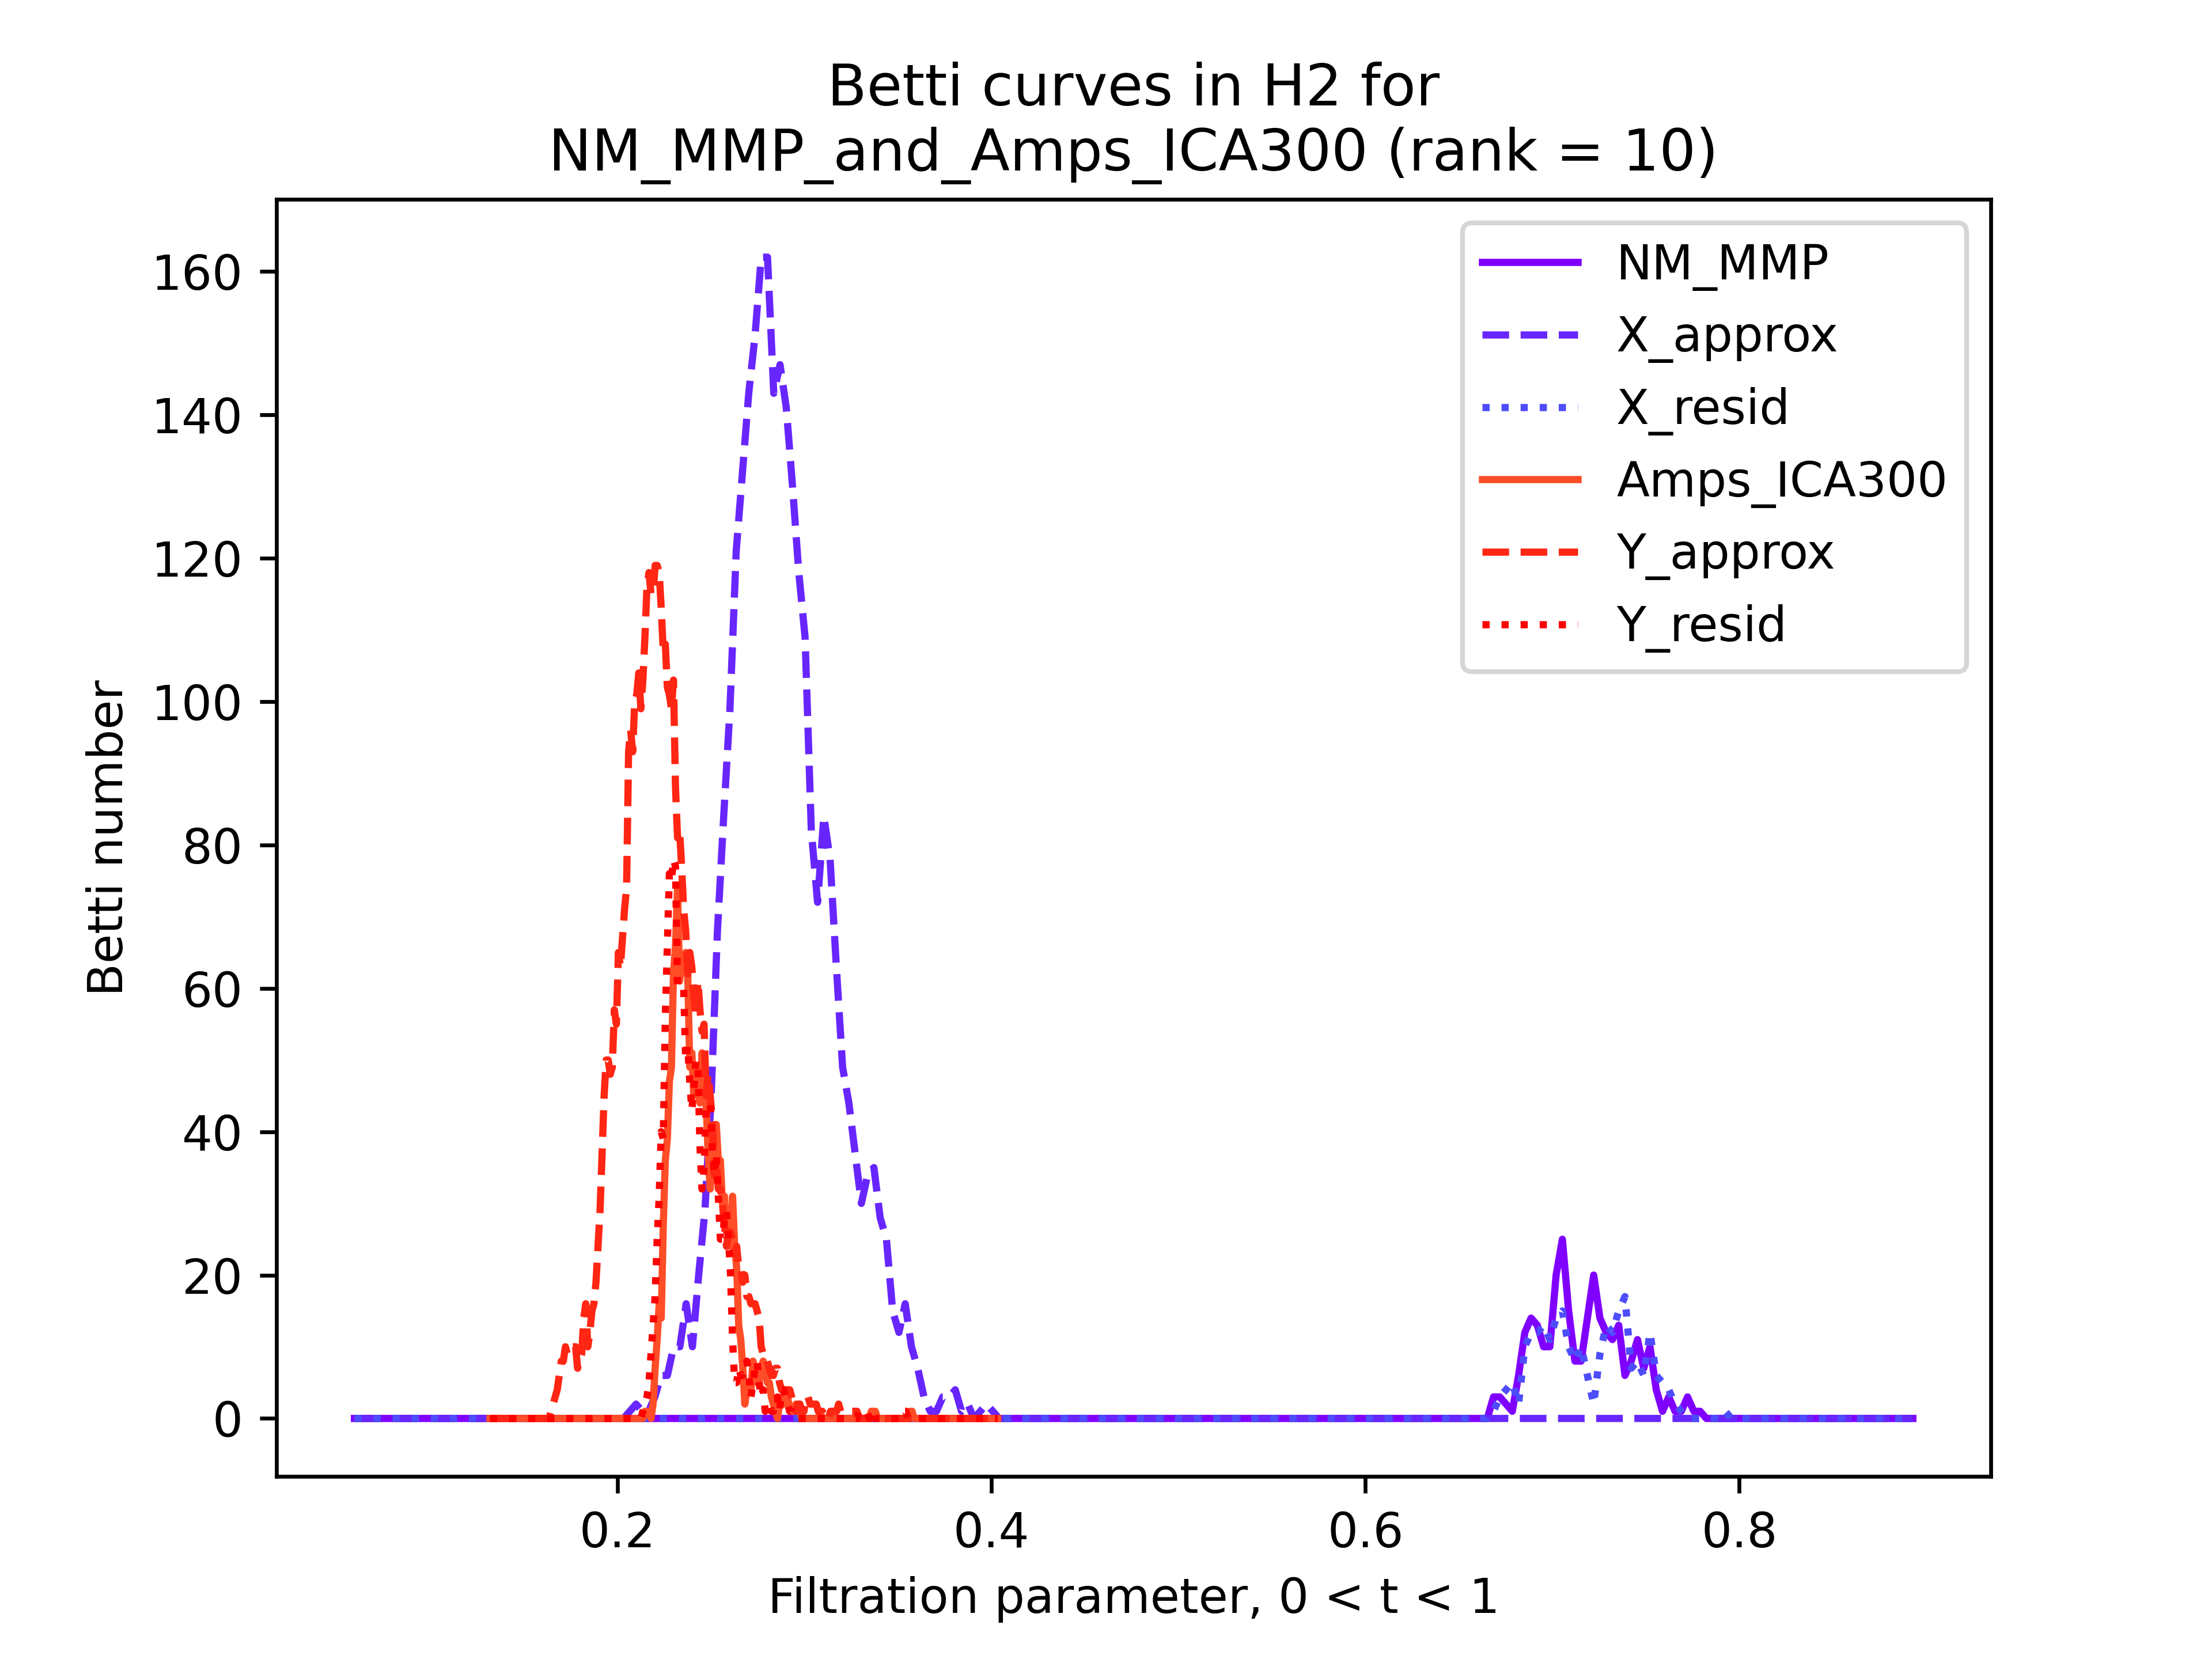 Betti curves in H2 for
NM_MMP_and_Amps_ICA300 (rank = 10)
NM_MMP
X_approx
X_resid
Amps_ICA300
Y_approx
Y_resid
Betti number
160
140
120
100
80
60
40
20
0
0.2 0.4 0.6 0.8
Filtration parameter, 0 < t < 1